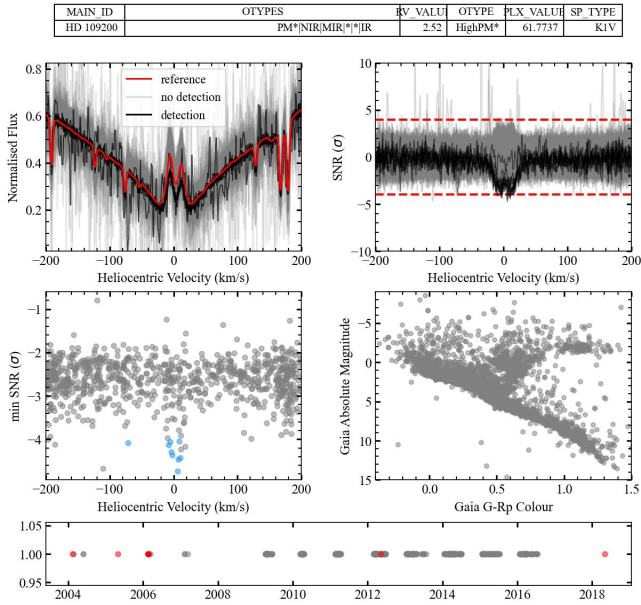 MAIN_ID OTYPES RV_VALUE OTYPE PLX_VALUE SP_TYPE
HD 109200 PM*|NIR|MIR|*|*|IR 2.52 HighPM* 61.7737 K1V
0.8
0.6
0.4
0.2
Normalised Flux
reference
no detection
detection
−200 −100 0 100 200
Heliocentric Velocity (km/s)
10
5
0
−5
−10
SNR (σ)
−200 −100 0 100 200
Heliocentric Velocity (km/s)
−1
−2
−3
−4
min SNR (σ)
−200 −100 0 100 200
Heliocentric Velocity (km/s)
−5
0
5
10
15
Gaia Absolute Magnitude
0.0 0.5 1.0 1.5
Gaia G-Rp Colour
1.05
1.00
0.95
2004 2006 2008 2010 2012 2014 2016 2018